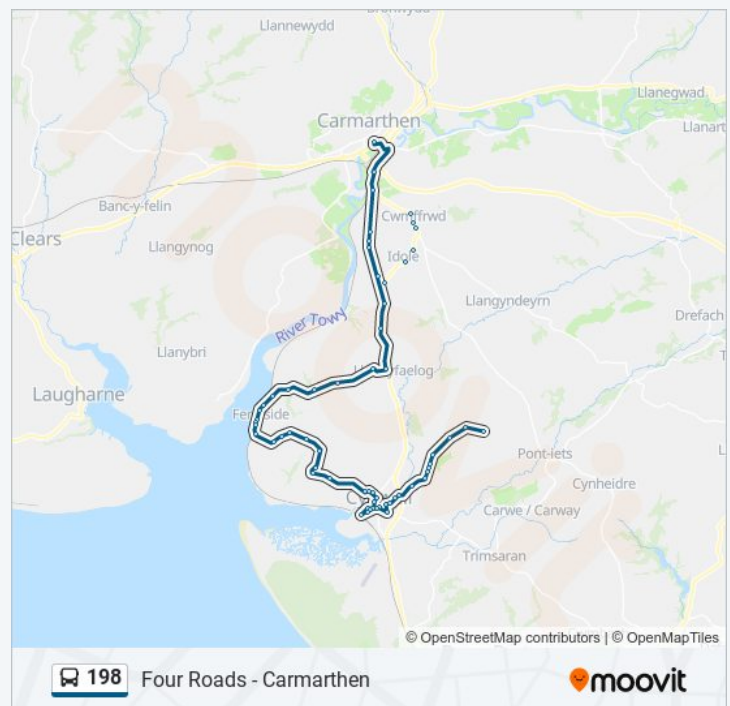 Llannewydd
Llanegwad
Carmarthen
Llanart
Banc-y-felin
Cwmffrwd
Clears
Llangynog
Idole
Llangyndeyrn
River Towy
Drefach
Llanybri
Laugharne
Pont-iets
Cynheidre
Carwe / Carway
Trimsaran
© OpenStreetMap contributors | © OpenMapTiles
198 Four Roads - Carmarthen
moovit